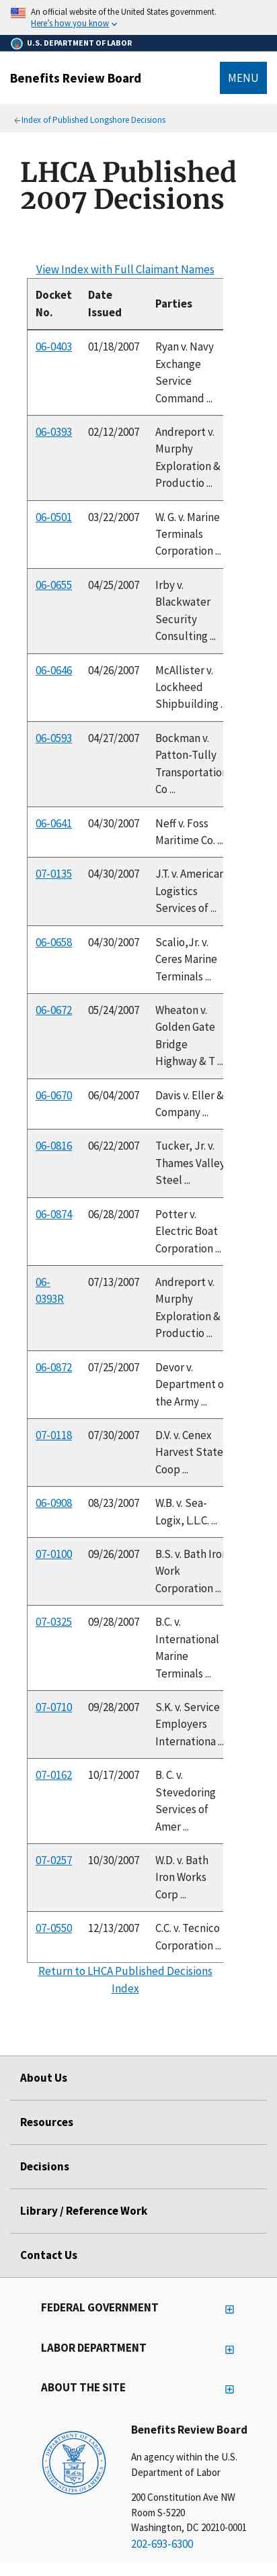 An official website of the United States government.
Here's how you know
U.S. DEPARTMENT OF LABOR
Benefits Review Board
MENU
Index of Published Longshore Decisions
LHCA Published
2007 Decisions
View Index with Full Claimant Names
Docket No. Date Issued Parties
06-0403 01/18/2007 Ryan v. Navy
Exchange
Service
Command ...
06-0393 02/12/2007 Andreport v.
Murphy
Exploration &
Productio ...
06-0501 03/22/2007 W. G. v. Marine
Terminals
Corporation ...
06-0655 04/25/2007 Irby v.
Blackwater
Security
Consulting ...
06-0646 04/26/2007 McAllister v.
Lockheed
Shipbuilding .
06-0593 04/27/2007 Bockman v.
Patton-Tully
Transportation
Co ...
06-0641 04/30/2007 Neff v. Foss
Maritime Co. ...
07-0135 04/30/2007 J.T. v. American
Logistics
Services of ...
06-0658 04/30/2007 Scalio,Jr. v.
Ceres Marine
Terminals ...
06-0672 05/24/2007 Wheaton v.
Golden Gate
Bridge
Highway & T ...
06-0670 06/04/2007 Davis v. Eller &
Company ...
06-0816 06/22/2007 Tucker, Jr. v.
Thames Valley
Steel ...
06-0874 06/28/2007 Potter v.
Electric Boat
Corporation ...
06-0393R 07/13/2007 Andreport v.
Murphy
Exploration &
Productio ...
06-0872 07/25/2007 Devor v.
Department o
the Army ...
07-0118 07/30/2007 D.V. v. Cenex
Harvest State
Coop ...
06-0908 08/23/2007 W.B. v. Sea-
Logix, L.L.C. ...
07-0100 09/26/2007 B.S. v. Bath Iron
Work
Corporation ...
07-0325 09/28/2007 B.C. v.
International
Marine
Terminals ...
07-0710 09/28/2007 S.K. v. Service
Employers
Internationa ...
07-0162 10/17/2007 B. C. v.
Stevedoring
Services of
Amer ...
07-0257 10/30/2007 W.D. v. Bath
Iron Works
Corp ...
07-0550 12/13/2007 C.C. v. Tecnico
Corporation ...
Return to LHCA Published Decisions
Index
About Us
Resources
Decisions
Library / Reference Work
Contact Us
FEDERAL GOVERNMENT
LABOR DEPARTMENT
ABOUT THE SITE
Benefits Review Board
An agency within the U.S.
Department of Labor
200 Constitution Ave NW
Room S-5220
Washington, DC 20210-0001
202-693-6300